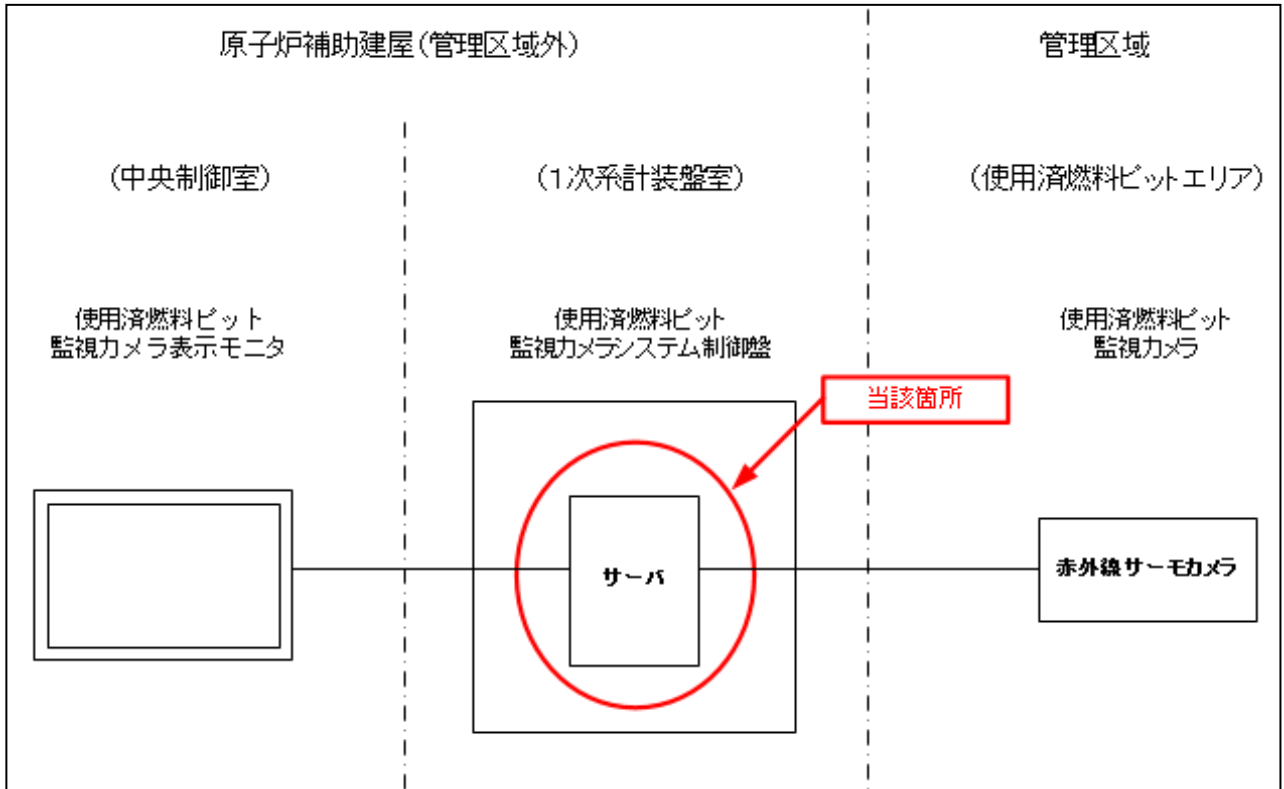 原子炉補助建屋(管理区域外)
管理区域
(中央制御室)
(1次系計装盤室)
(使用済燃料ピットエリア)
使用済燃料ピット
監視カメラ表示モニタ
使用済燃料ピット
監視カメラシステム制御盤
使用済燃料ピット
監視カメラ
当該箇所
サーバ
赤外線サーモカメラ